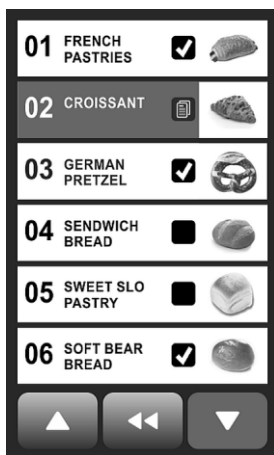 01 FRENCH
PASTRIES
02 CROISSANT
03 GERMAN
PRETZEL
04 SENDWICH
BREAD
05 SWEET SLO
PASTRY
06 SOFT BEAR
BREAD